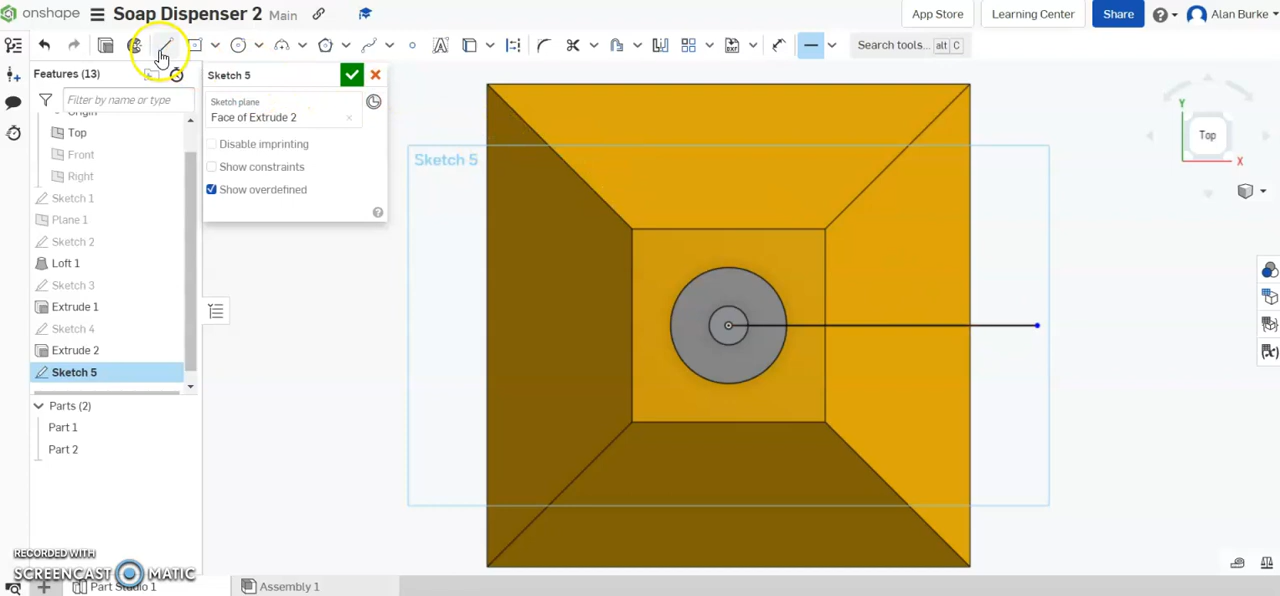 onshape Soap Dispenser 2 Main App Store Learning Center Share Alan Burke
Search tools... alt C
Features (13)
Filter by name or type
Origin
Top
Front
Right
Sketch 1
Plane 1
Sketch 2
Loft 1
Sketch 3
Extrude 1
Sketch 4
Extrude 2
Sketch 5
Parts (2)
Part 1
Part 2
Sketch 5
Sketch plane
Face of Extrude 2
Disable imprinting
Show constraints
Show overdefined
Sketch 5
Y
Top
X
RECORDED WITH
SCREENCAST MATIC
Part Studio 1 Assembly 1